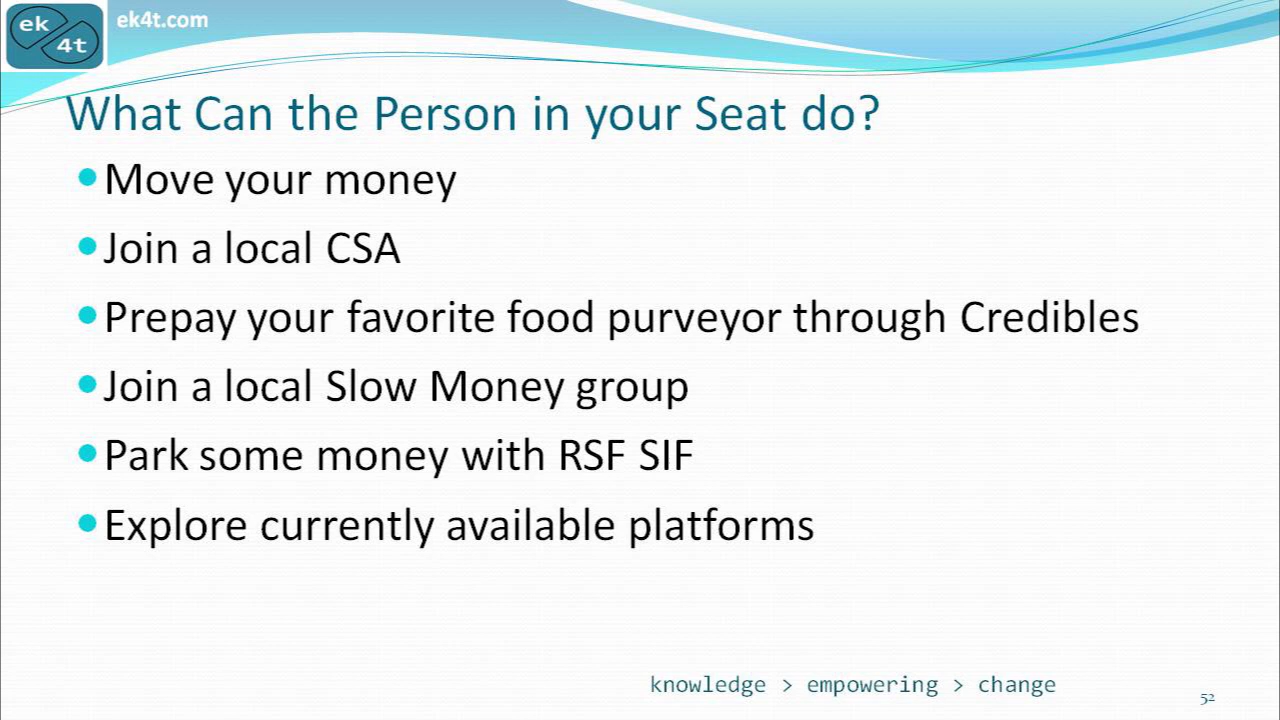 ek
4t
ek4t.com
What Can the Person in your Seat do?
Move your money
Join a local CSA
Prepay your favorite food purveyor through Credibles
Join a local Slow Money group
Park some money with RSF SIF
Explore currently available platforms
knowledge > empowering > change
52